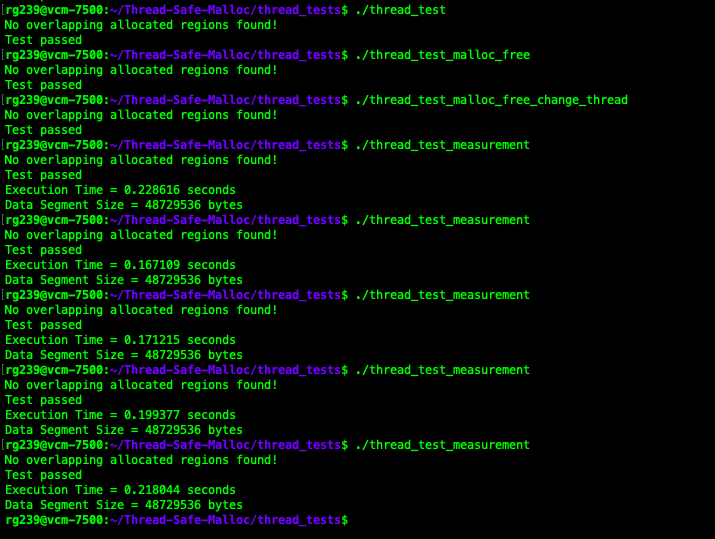 [rg239@vcm-7500:~/Thread-Safe-Malloc/thread_tests$ ./thread_test
No overlapping allocated regions found!
Test passed
[rg239@vcm-7500:~/Thread-Safe-Malloc/thread_tests$ ./thread_test_malloc_free
No overlapping allocated regions found!
Test passed
[rg239@vcm-7500:~/Thread-Safe-Malloc/thread_tests$ ./thread_test_malloc_free_change_thread
No overlapping allocated regions found!
Test passed
[rg239@vcm-7500:~/Thread-Safe-Malloc/thread_tests$ ./thread_test_measurement
No overlapping allocated regions found!
Test passed
Execution Time = 0.228616 seconds
Data Segment Size = 48729536 bytes
[rg239@vcm-7500:~/Thread-Safe-Malloc/thread_tests$ ./thread_test_measurement
No overlapping allocated regions found!
Test passed
Execution Time = 0.167109 seconds
Data Segment Size = 48729536 bytes
[rg239@vcm-7500:~/Thread-Safe-Malloc/thread_tests$ ./thread_test_measurement
No overlapping allocated regions found!
Test passed
Execution Time = 0.171215 seconds
Data Segment Size = 48729536 bytes
[rg239@vcm-7500:~/Thread-Safe-Malloc/thread_tests$ ./thread_test_measurement
No overlapping allocated regions found!
Test passed
Execution Time = 0.199377 seconds
Data Segment Size = 48729536 bytes
[rg239@vcm-7500:~/Thread-Safe-Malloc/thread_tests$ ./thread_test_measurement
No overlapping allocated regions found!
Test passed
Execution Time = 0.218044 seconds
Data Segment Size = 48729536 bytes
rg239@vcm-7500:~/Thread-Safe-Malloc/thread_tests$